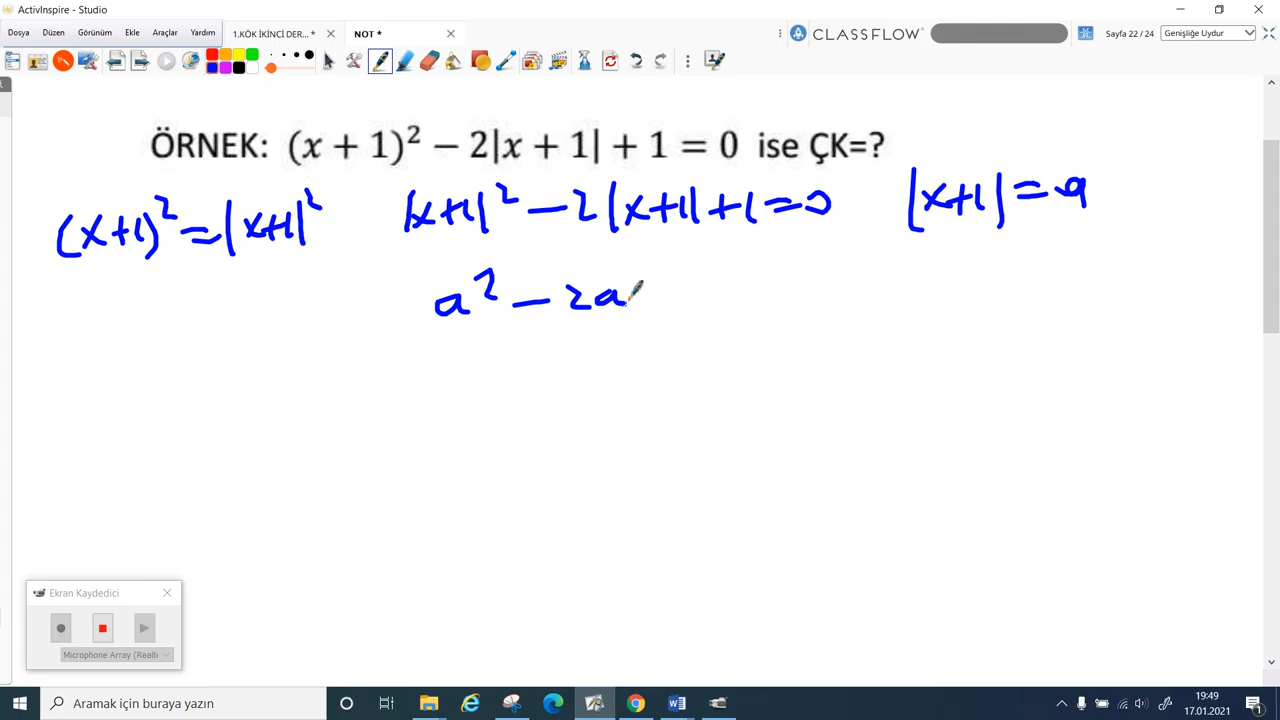 ActivInspire - Studio
Dosya Düzen Görünüm Ekle Araçlar Yardım
1.KÖK İKİNCİ DER... *
NOT *
CLASSFLOW
Sayfa 22 / 24
Genişliğe Uydur
ÖRNEK: (x + 1)² − 2|x + 1| + 1 = 0 ise ÇK=?
(x+1)² = |x+1|²
|x+1|² − 2|x+1| + 1 = 0
|x+1| = a
a² − 2a
Ekran Kaydedici
Microphone Array (Realti
Aramak için buraya yazın
19:49
17.01.2021
1